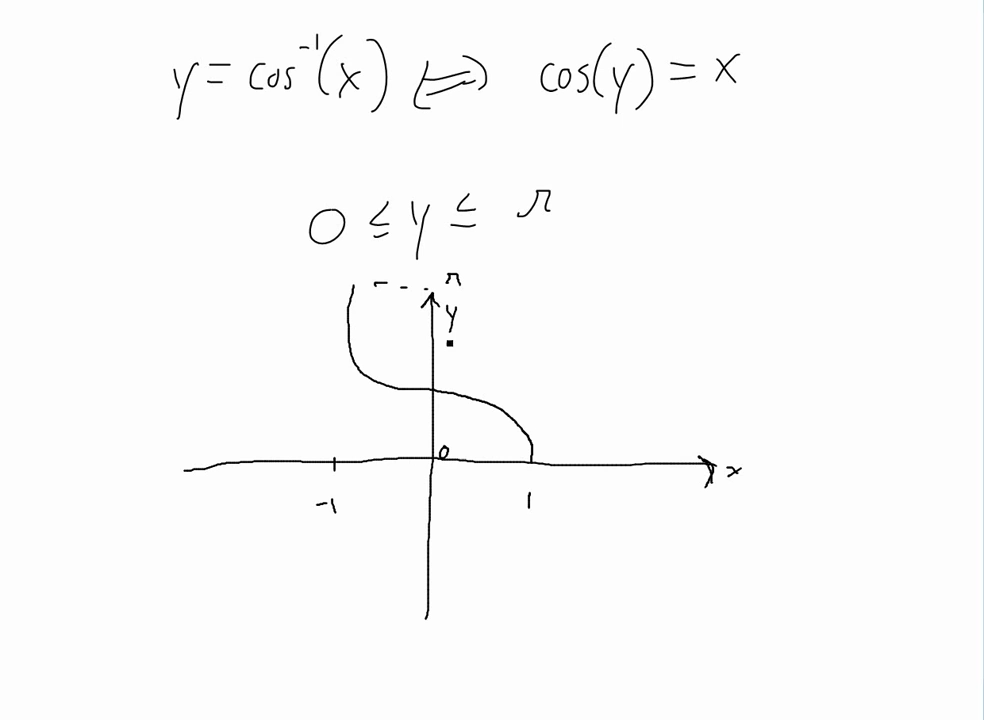 y = cos⁻¹(x) ⟺ cos(y) = x
0 ≤ y ≤ π
π
y
0
x
-1
1